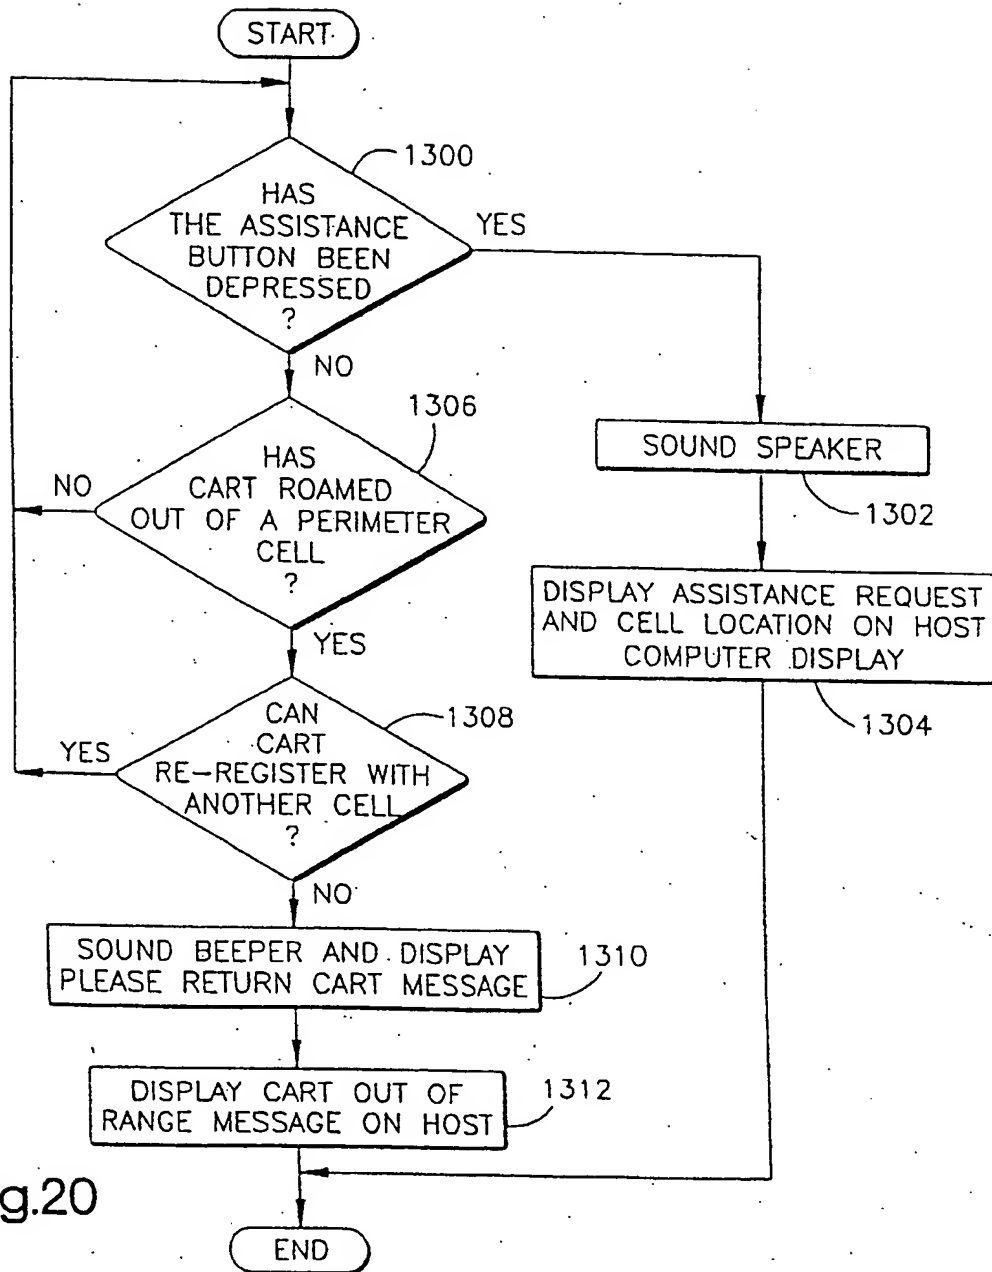 START
1300
HAS
THE ASSISTANCE
BUTTON BEEN
DEPRESSED
?
YES
NO
1306
HAS
CART ROAMED
OUT OF A PERIMETER
CELL
?
NO
YES
SOUND SPEAKER
1302
DISPLAY ASSISTANCE REQUEST
AND CELL LOCATION ON HOST
COMPUTER DISPLAY
1304
1308
CAN
CART
RE-REGISTER WITH
ANOTHER CELL
?
YES
NO
SOUND BEEPER AND DISPLAY
PLEASE RETURN CART MESSAGE
1310
DISPLAY CART OUT OF
RANGE MESSAGE ON HOST
1312
g.20
END